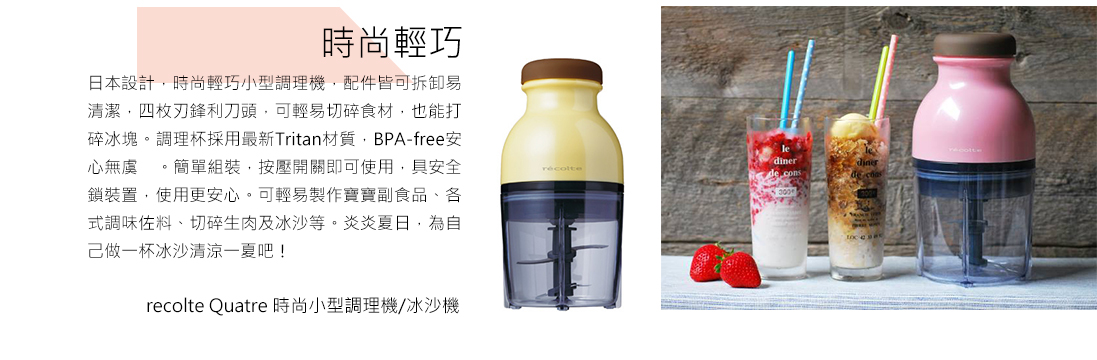 時尚輕巧
日本設計，時尚輕巧小型調理機，配件皆可拆卸易
清潔，四枚刃鋒利刀頭，可輕易切碎食材，也能打
碎冰塊。調理杯採用最新Tritan材質，BPA-free安
心無虞　。簡單組裝，按壓開關即可使用，具安全
鎖裝置，使用更安心。可輕易製作寶寶副食品、各
式調味佐料、切碎生肉及冰沙等。炎炎夏日，為自
己做一杯冰沙清涼一夏吧！
recolte Quatre 時尚小型調理機/冰沙機
récolte
le
dîner
de cons
le
dîner
de cons
récolte